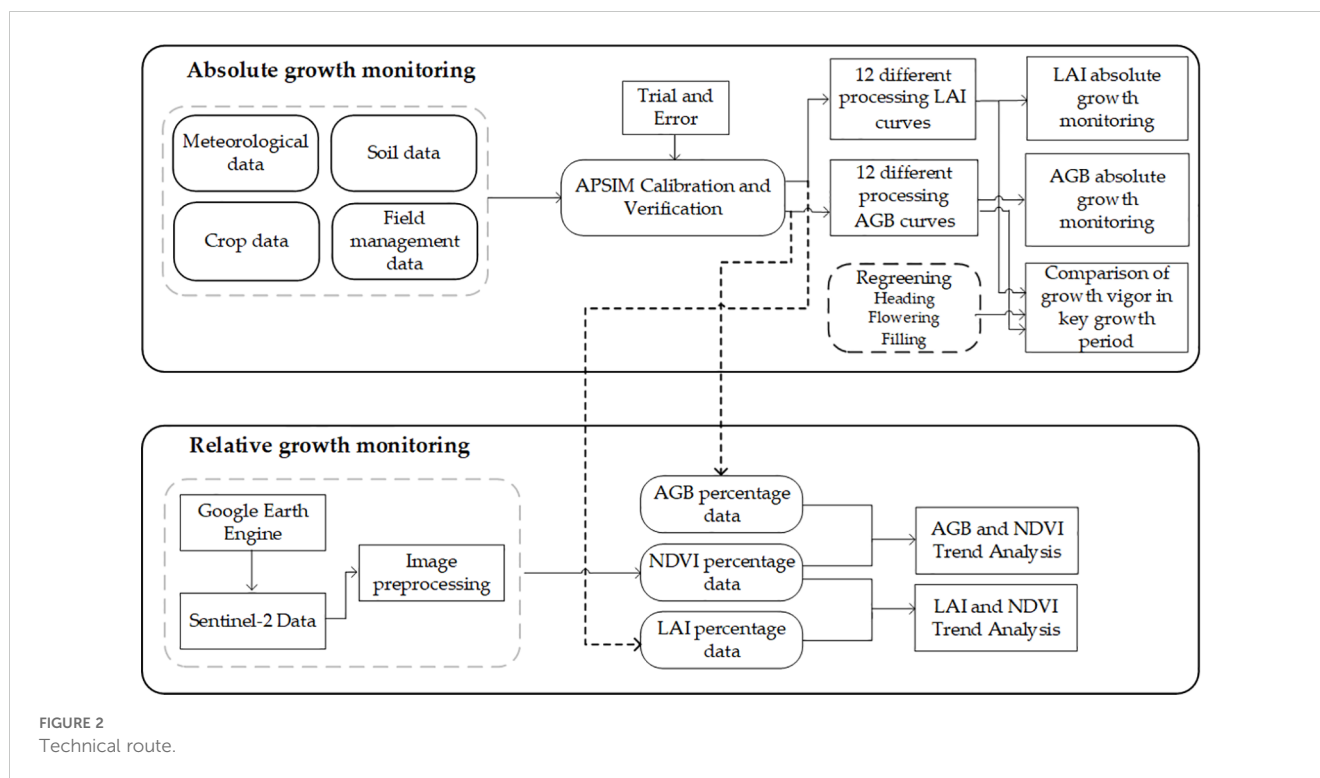 Absolute growth monitoring
Meteorological
data
Soil data
Crop data
Field
management
data
Trial and
Error
APSIM Calibration and
Verification
12 different
processing LAI
curves
12 different
processing
AGB curves
Regreening
Heading
Flowering
Filling
LAI absolute
growth
monitoring
AGB absolute
growth
monitoring
Comparison of
growth vigor in
key growth
period
Relative growth monitoring
Google Earth
Engine
Sentinel-2 Data
Image
preprocessing
AGB percentage
data
NDVI percentage
data
LAI percentage
data
AGB and NDVI
Trend Analysis
LAI and NDVI
Trend Analysis
FIGURE 2
Technical route.